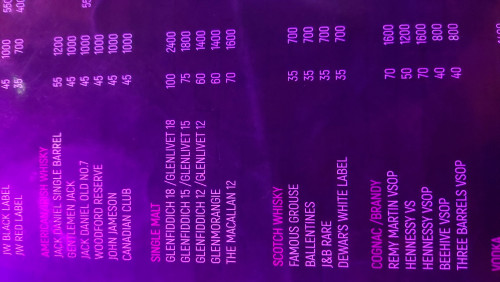 JW BLACK LABEL 45 1000
JW RED LABEL 35 700
AMERICAN/IRISH WHISKY
JACK DANIEL SINGLE BARREL 55 1200
GENTLEMEN JACK 45 1000
JACK DANIEL OLD NO.7 45 1000
WOODFORD RESERVE 45 1000
JOHN JAMESON 45 1000
CANADIAN CLUB 45 1000
SINGLE MALT
GLENFIDDICH 18 /GLENLIVET 18 100 2400
GLENFIDDICH 15 /GLENLIVET 15 75 1800
GLENFIDDICH 12 /GLENLIVET 12 60 1400
GLENMORANGIE 60 1400
THE MACALLAN 12 70 1600
SCOTCH WHISKY
FAMOUS GROUSE 35 700
BALLENTINES 35 700
J&B RARE 35 700
DEWAR'S WHITE LABEL 35 700
COGNAC /BRANDY
REMY MARTIN VSOP 70 1600
HENNESSY VS 50 1200
HENNESSY VSOP 70 1600
BEEHIVE VSOP 40 800
THREE BARRELS VSOP 40 800
VODKA